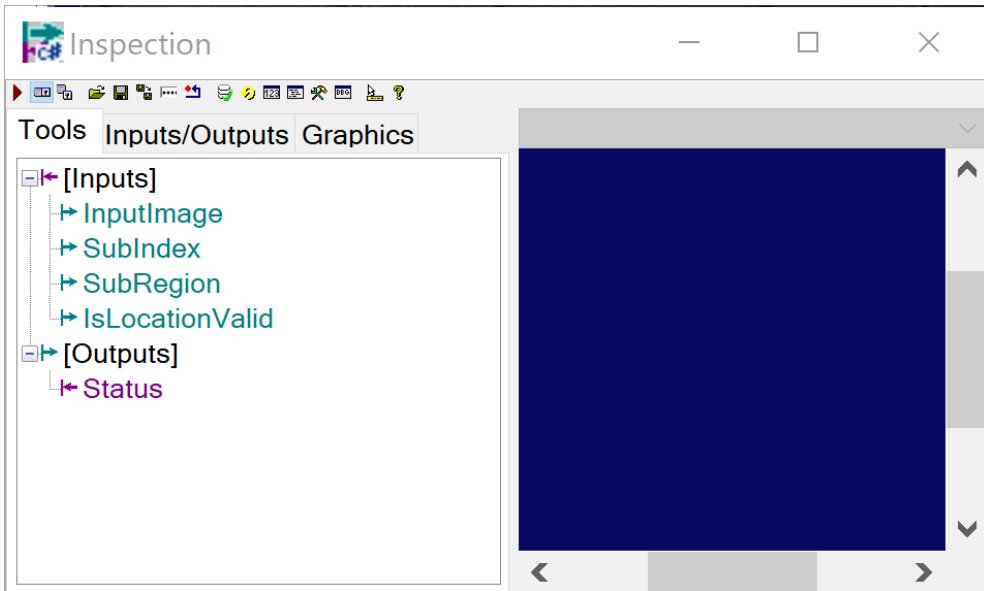 Inspection
Tools Inputs/Outputs Graphics
[Inputs]
InputImage
SubIndex
SubRegion
IsLocationValid
[Outputs]
Status